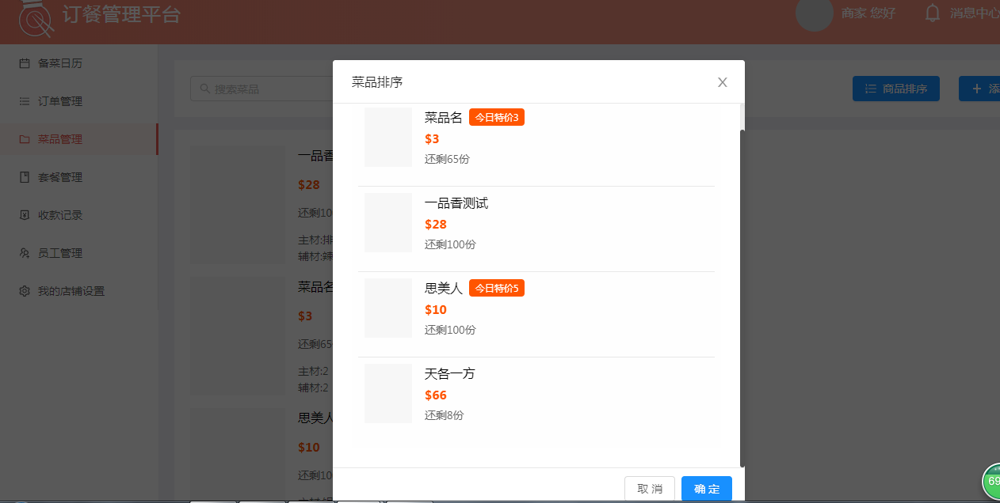 订餐管理平台
商家 您好
消息中心
备菜日历
订单管理
菜品管理
套餐管理
收款记录
员工管理
我的店铺设置
搜索菜品
商品排序
添
一品香
$28
还剩10
主材:排
辅材:辣
菜品名
$3
还剩65
主材:2
辅材:2
思美人
$10
还剩10
菜品排序
菜品名 今日特价3
$3
还剩65份
一品香测试
$28
还剩100份
思美人 今日特价5
$10
还剩100份
天各一方
$66
还剩8份
取 消
确 定
69